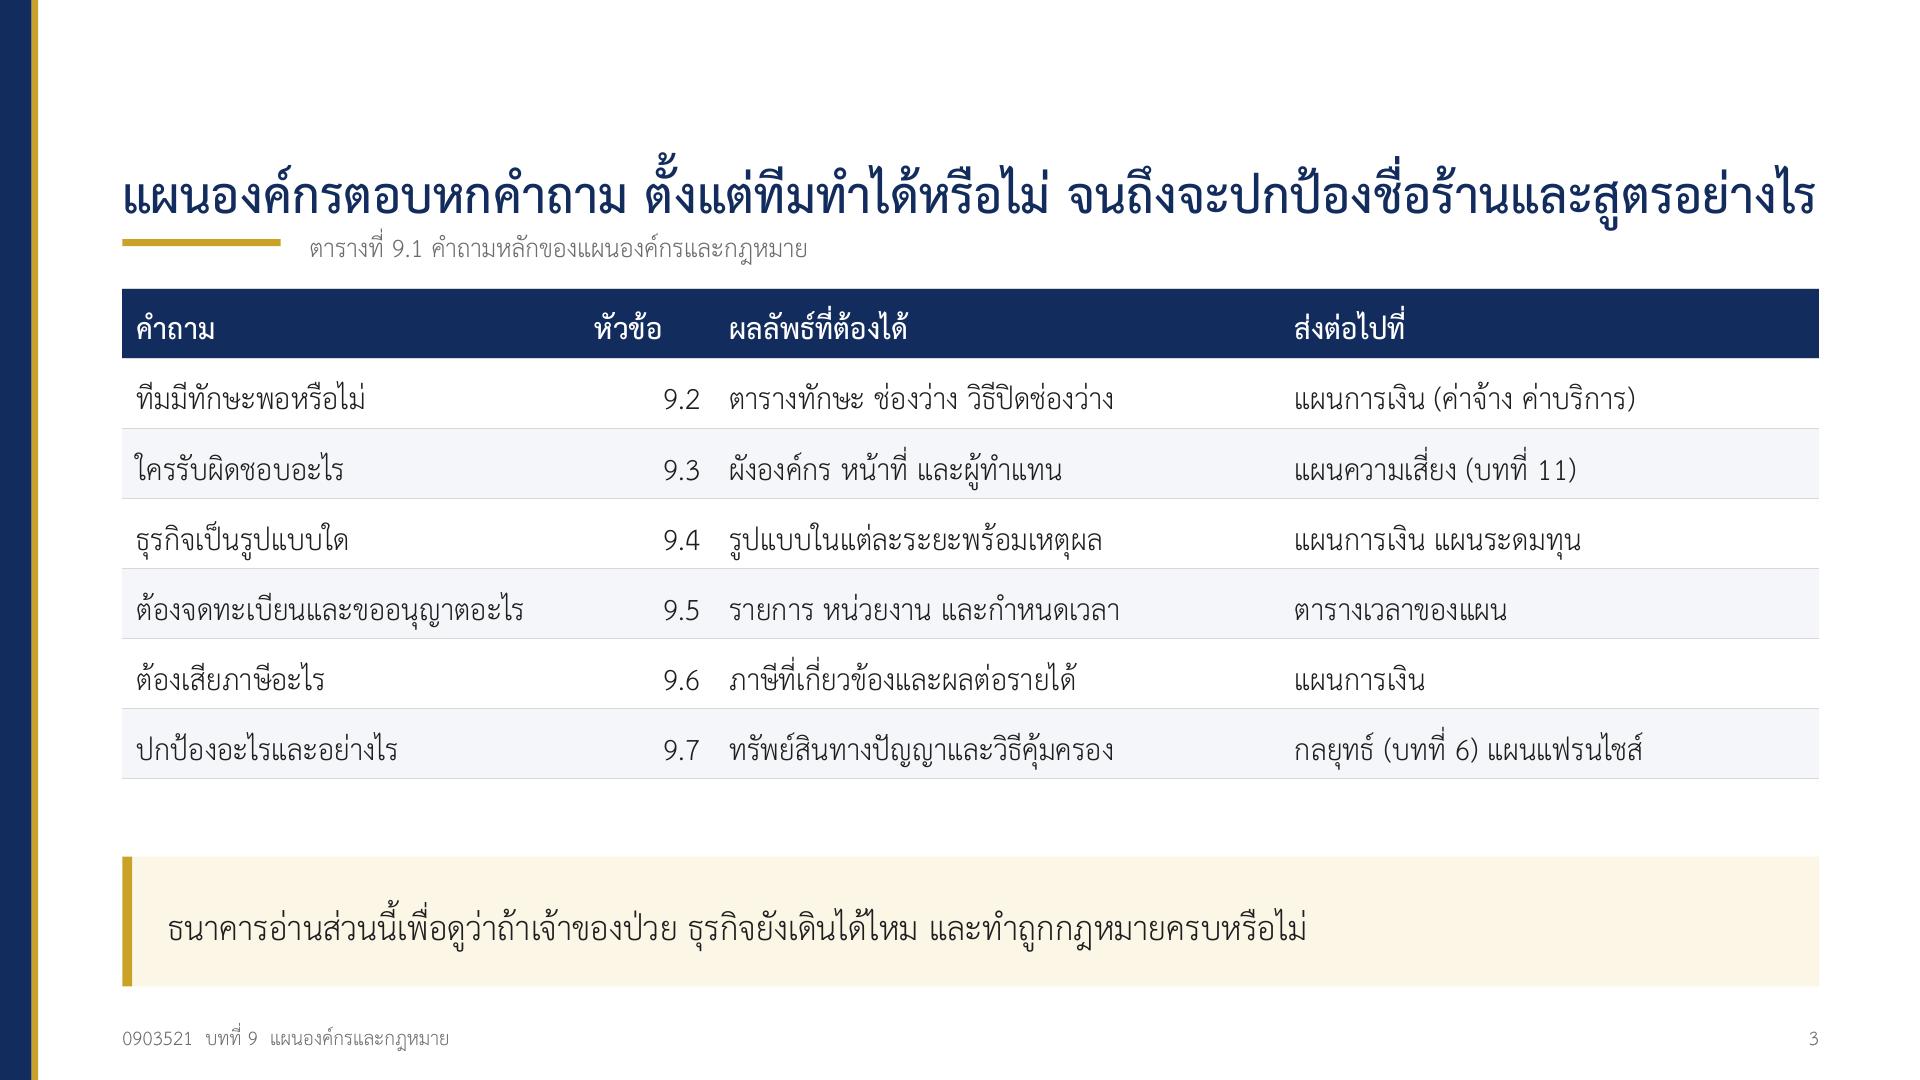 แผนองค์กรตอบหกคำถาม ตั้งแต่ทีมทำได้หรือไม่ จนถึงจะปกป้องชื่อร้านและสูตรอย่างไร
ตารางที่ 9.1 คำถามหลักของแผนองค์กรและกฎหมาย
คำถาม หัวข้อ ผลลัพธ์ที่ต้องได้ ส่งต่อไปที่
ทีมมีทักษะพอหรือไม่ 9.2 ตารางทักษะ ช่องว่าง วิธีปิดช่องว่าง แผนการเงิน (ค่าจ้าง ค่าบริการ)
ใครรับผิดชอบอะไร 9.3 ผังองค์กร หน้าที่ และผู้ทำแทน แผนความเสี่ยง (บทที่ 11)
ธุรกิจเป็นรูปแบบใด 9.4 รูปแบบในแต่ละระยะพร้อมเหตุผล แผนการเงิน แผนระดมทุน
ต้องจดทะเบียนและขออนุญาตอะไร 9.5 รายการ หน่วยงาน และกำหนดเวลา ตารางเวลาของแผน
ต้องเสียภาษีอะไร 9.6 ภาษีที่เกี่ยวข้องและผลต่อรายได้ แผนการเงิน
ปกป้องอะไรและอย่างไร 9.7 ทรัพย์สินทางปัญญาและวิธีคุ้มครอง กลยุทธ์ (บทที่ 6) แผนแฟรนไชส์
ธนาคารอ่านส่วนนี้เพื่อดูว่าถ้าเจ้าของป่วย ธุรกิจยังเดินได้ไหม และทำถูกกฎหมายครบหรือไม่
0903521 บทที่ 9 แผนองค์กรและกฎหมาย 3